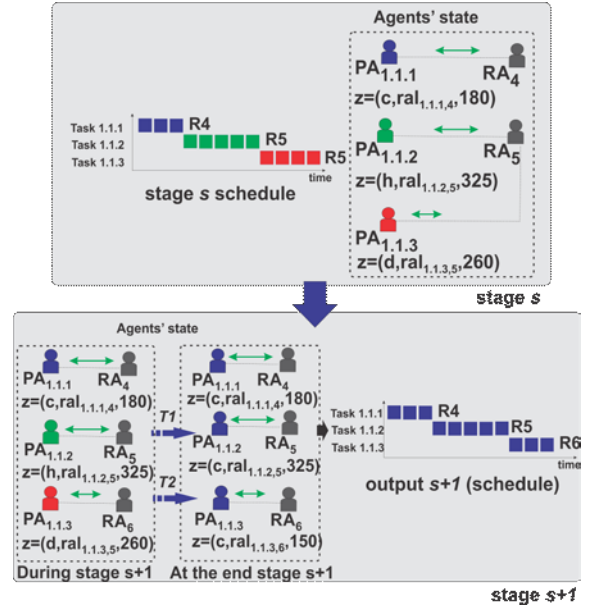 Agents' state
PA1.1.1
RA4
z=(c,ral1.1.1,4,180)
PA1.1.2
RA5
z=(h,ral1.1.2,5,325)
PA1.1.3
z=(d,ral1.1.3,5,260)
Task 1.1.1
R4
Task 1.1.2
R5
Task 1.1.3
R5
time
stage s schedule
stage s
Agents' state
PA1.1.1
RA4
z=(c,ral1.1.1,4,180)
PA1.1.2
RA5
z=(h,ral1.1.2,5,325)
PA1.1.3
RA6
z=(d,ral1.1.3,5,260)
During stage s+1
T1
T2
PA1.1.1
RA4
z=(c,ral1.1.1,4,180)
PA1.1.2
RA5
z=(c,ral1.1.2,5,325)
PA1.1.3
RA6
z=(c,ral1.1.3,6,150)
At the end stage s+1
Task 1.1.1
R4
Task 1.1.2
R5
Task 1.1.3
R6
time
output s+1 (schedule)
stage s+1